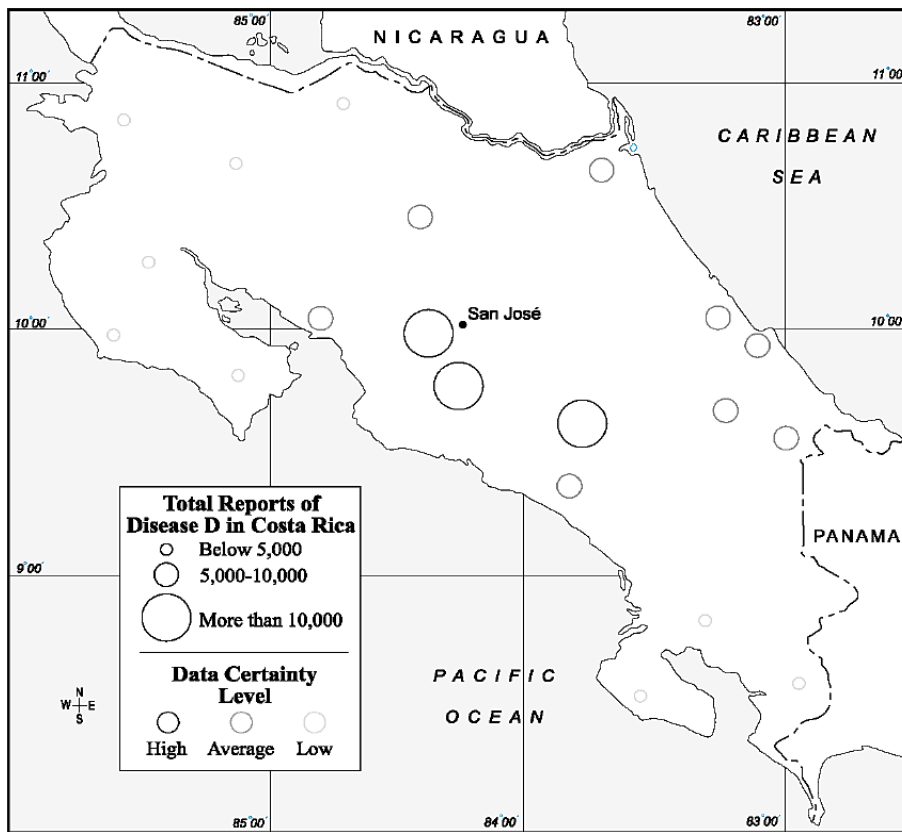 85°00'
83°00'
NICARAGUA
11°00'
11°00'
CARIBBEAN
SEA
San José
10°00'
10°00'
Total Reports of
Disease D in Costa Rica
Below 5,000
5,000-10,000
More than 10,000
Data Certainty
Level
High
Average
Low
PANAMA
9°00'
PACIFIC
OCEAN
N
W E
S
85°00'
84°00'
83°00'